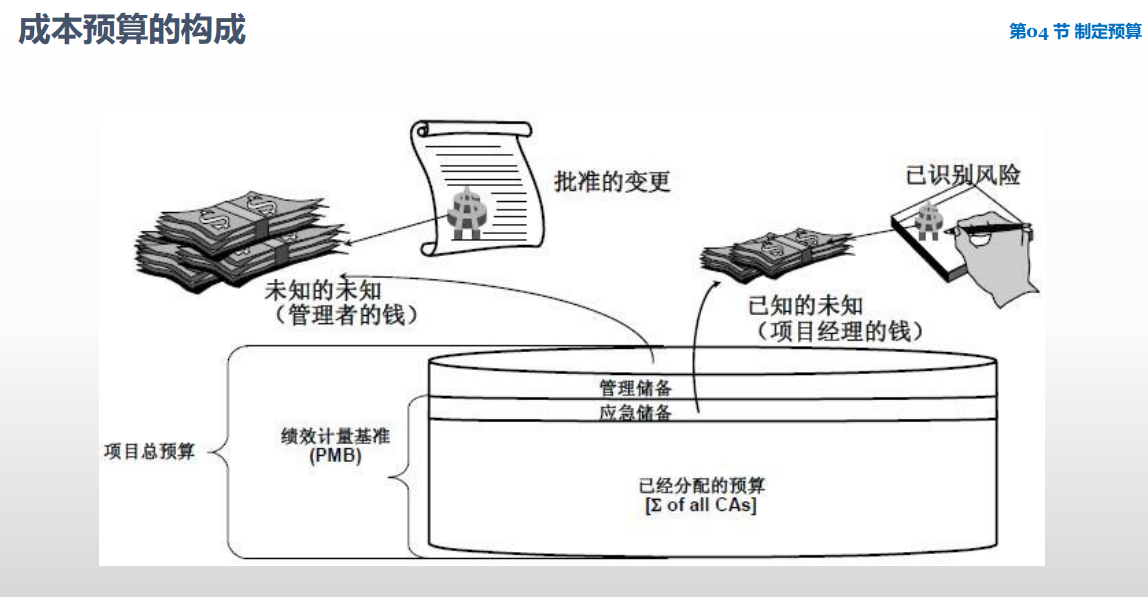 成本预算的构成
第04 节 制定预算
批准的变更
已识别风险
未知的未知
（管理者的钱）
已知的未知
（项目经理的钱）
管理储备
应急储备
项目总预算
绩效计量基准
(PMB)
已经分配的预算
[Σ of all CAs]